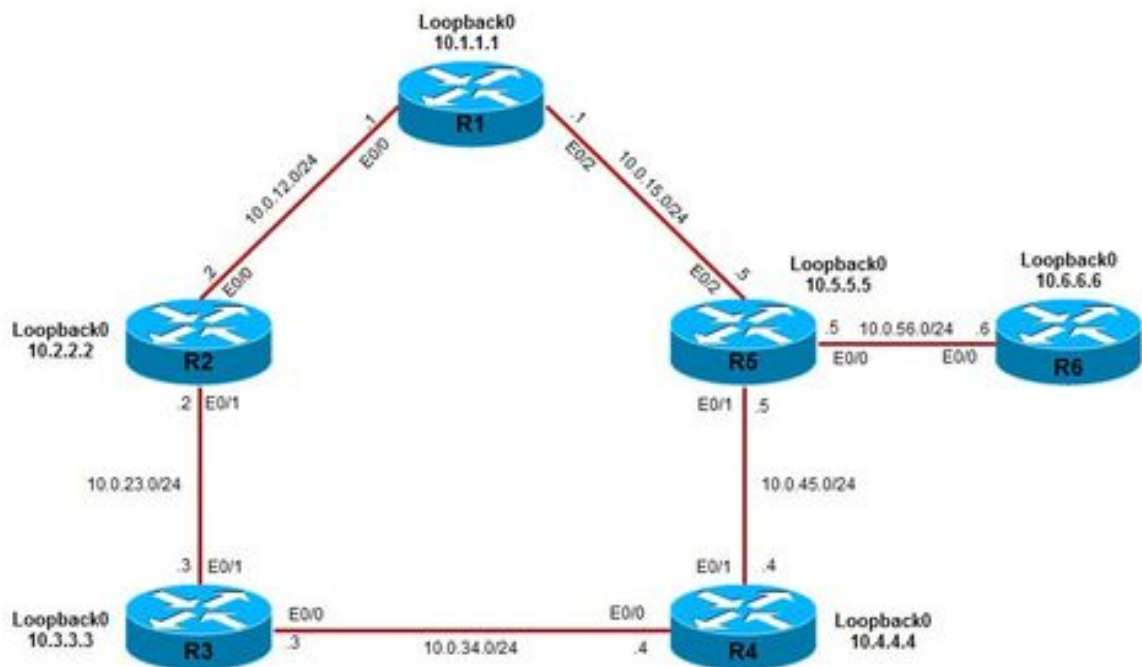 Loopback0
10.1.1.1
R1
.1
E0/0
10.0.12.0/24
.2
E0/0
.1
E0/2
10.0.15.0/24
.5
E0/2
Loopback0
10.2.2.2
R2
Loopback0
10.5.5.5
R5
.5
E0/0
10.0.56.0/24
.6
E0/0
Loopback0
10.6.6.6
R6
.2
E0/1
10.0.23.0/24
.3
E0/1
E0/1
.5
10.0.45.0/24
E0/1
.4
Loopback0
10.3.3.3
R3
E0/0
.3
10.0.34.0/24
E0/0
.4
R4
Loopback0
10.4.4.4